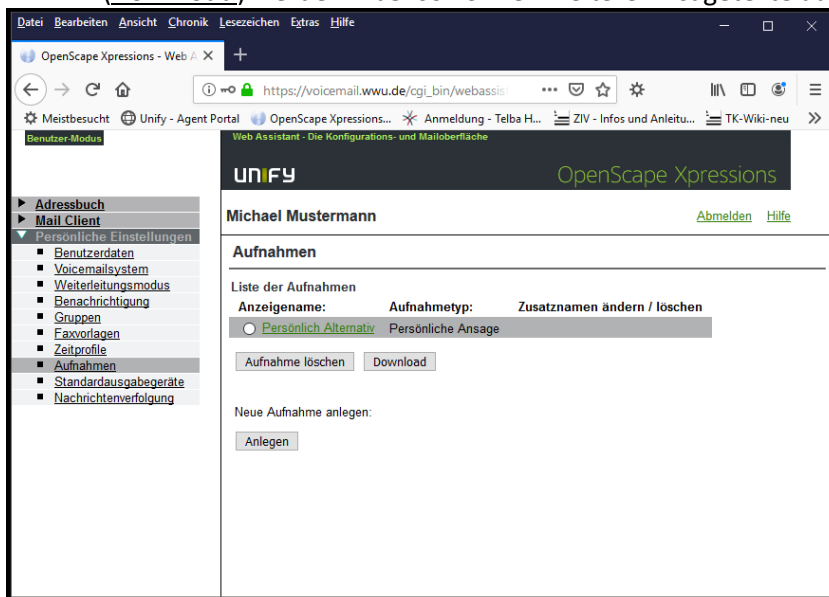 Datei Bearbeiten Ansicht Chronik Lesezeichen Extras Hilfe
OpenScape Xpressions - Web A
https://voicemail.wwu.de/cgi_bin/webassis
Meistbesucht Unify - Agent Portal OpenScape Xpressions... Anmeldung - Telba H... ZIV - Infos und Anleitu... TK-Wiki-neu
Benutzer-Modus
Web Assistant - Die Konfigurations- und Mailoberfläche
UNIFY OpenScape Xpressions
Adressbuch
Mail Client
Persönliche Einstellungen
Benutzerdaten
Voicemailsystem
Weiterleitungsmodus
Benachrichtigung
Gruppen
Faxvorlagen
Zeitprofile
Aufnahmen
Standardausgabegeräte
Nachrichtenverfolgung
Michael Mustermann Abmelden Hilfe
Aufnahmen
Liste der Aufnahmen
Anzeigename: Aufnahmetyp: Zusatznamen ändern / löschen
Persönlich Alternativ Persönliche Ansage
Aufnahme löschen Download
Neue Aufnahme anlegen:
Anlegen